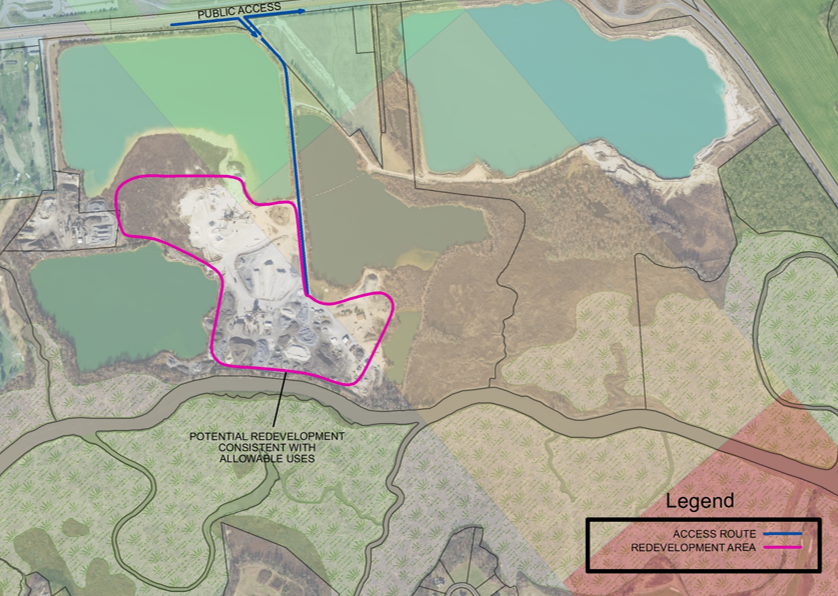 PUBLIC ACCESS
POTENTIAL REDEVELOPMENT
CONSISTENT WITH
ALLOWABLE USES
Legend
ACCESS ROUTE
REDEVELOPMENT AREA